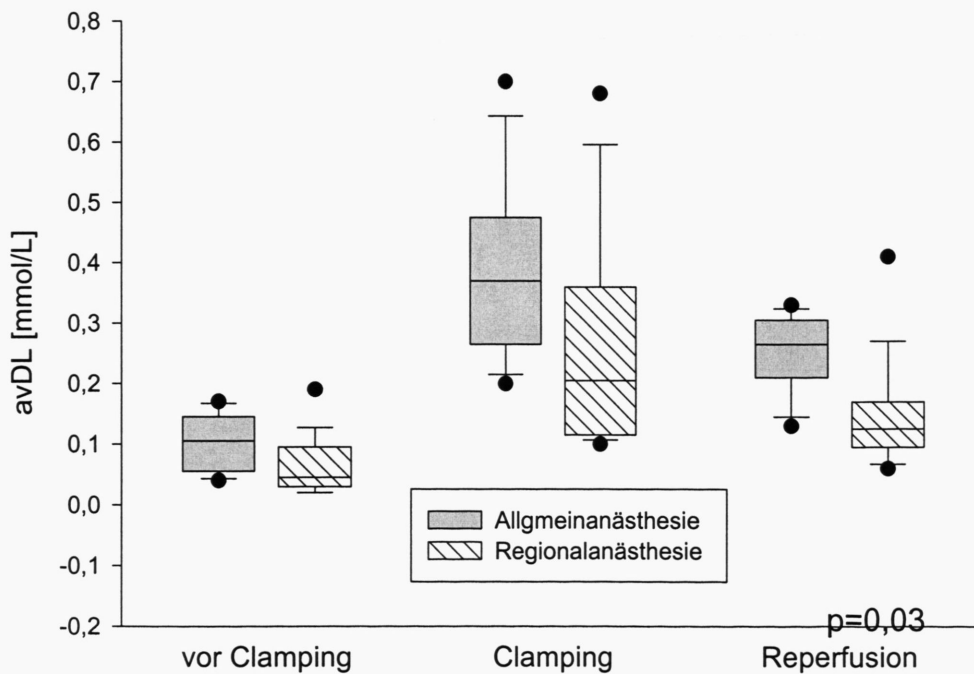 avDL [mmol/L]
0,8
0,7
0,6
0,5
0,4
0,3
0,2
0,1
0,0
-0,1
-0,2
Allgmeinanästhesie
Regionalanästhesie
p=0,03
vor Clamping Clamping Reperfusion